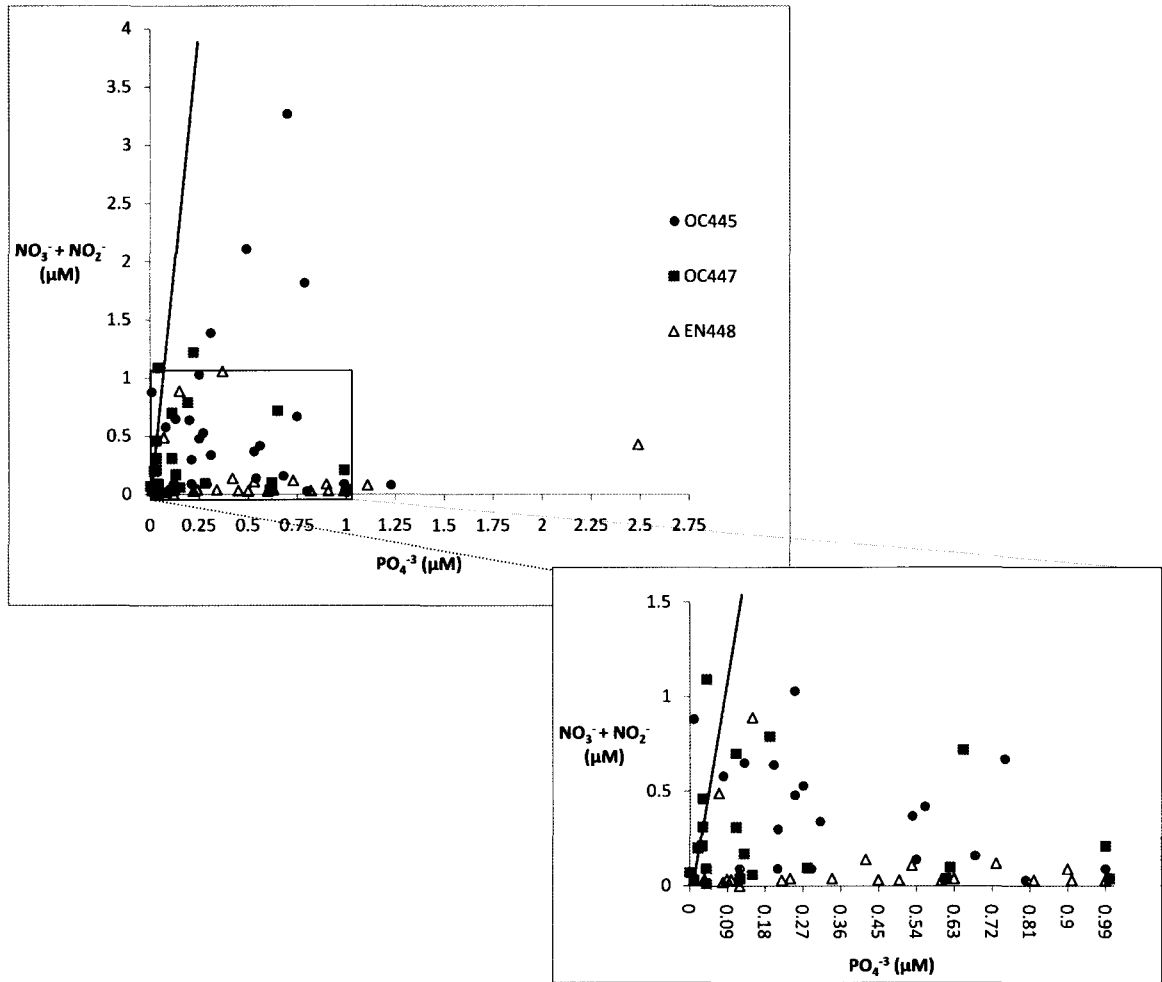 4
3.5
3
2.5
2
1.5
1
0.5
0
NO₃⁻ + NO₂⁻
(µM)
OC445
OC447
EN448
0 0.25 0.5 0.75 1 1.25 1.5 1.75 2 2.25 2.5 2.75
PO₄⁻³ (µM)
1.5
1
0.5
0
NO₃⁻ + NO₂⁻
(µM)
0 0.09 0.18 0.27 0.36 0.45 0.54 0.63 0.72 0.81 0.9 0.99
PO₄⁻³ (µM)